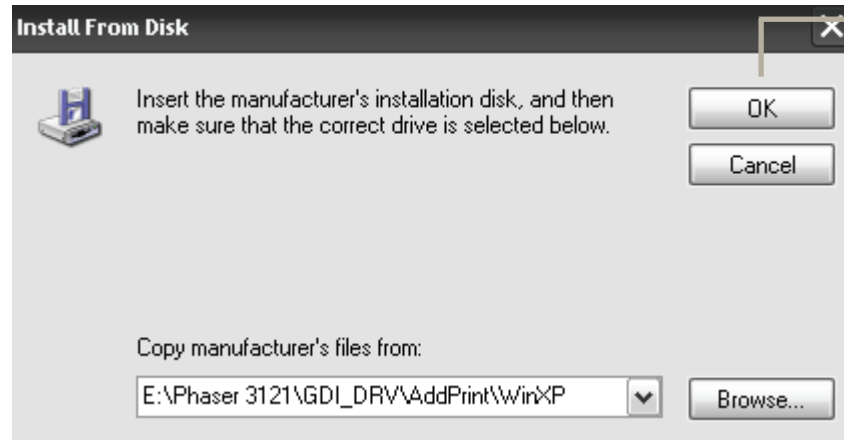 Install From Disk
Insert the manufacturer's installation disk, and then
make sure that the correct drive is selected below.
OK
Cancel
Copy manufacturer's files from:
E:\Phaser 3121\GDI_DRV\AddPrint\WinXP
Browse...